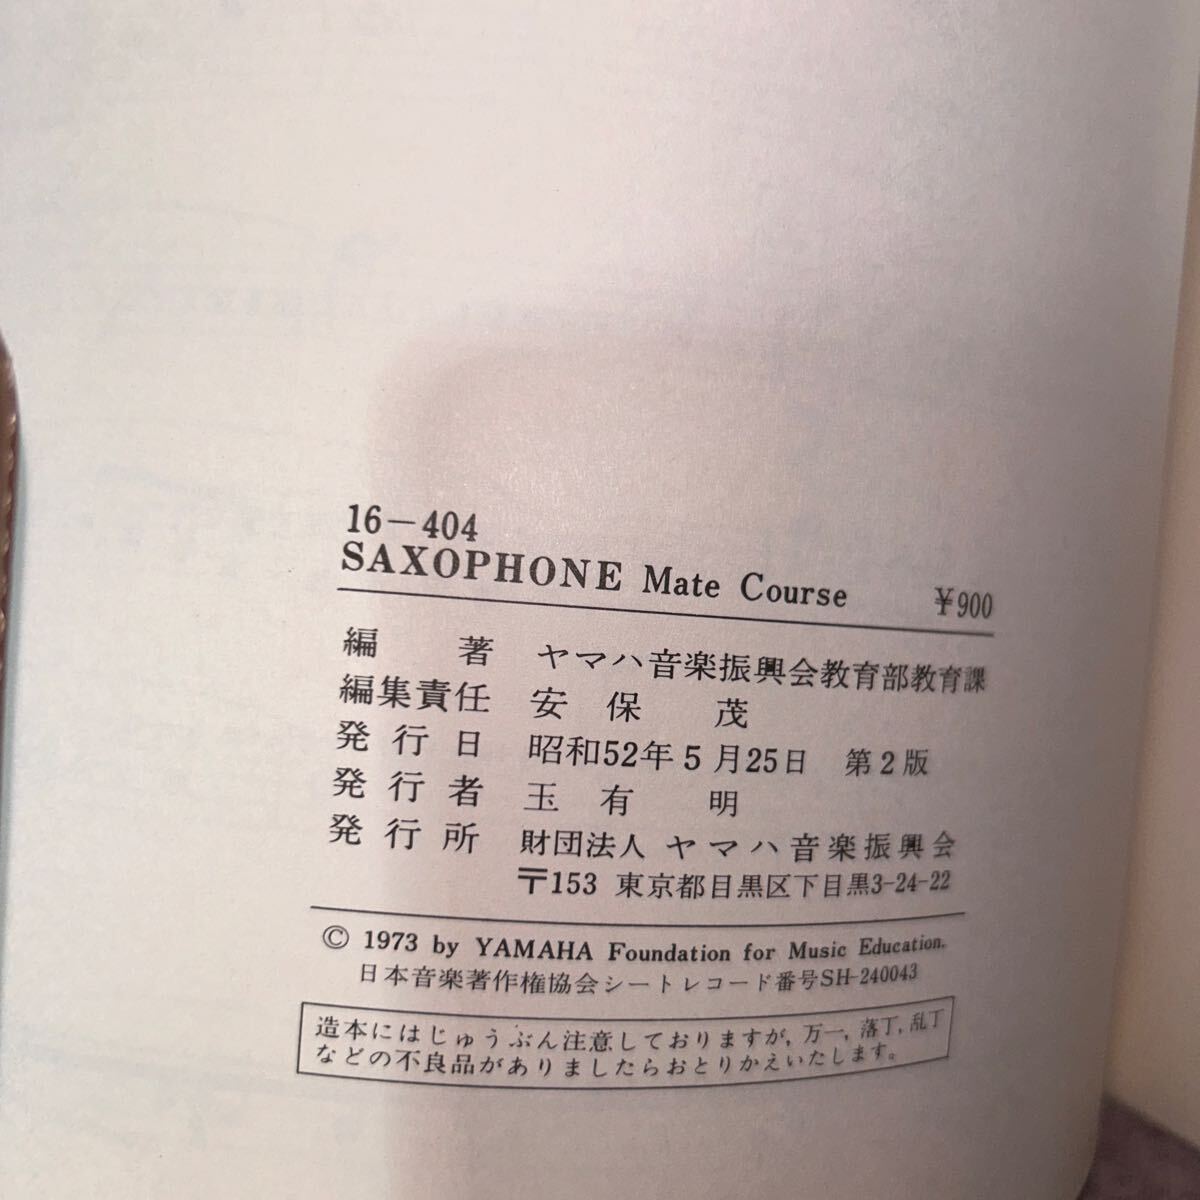 16−404
SAXOPHONE Mate Course ¥900
編著 ヤマハ音楽振興会教育部教育課
編集責任 安保 茂
発行日 昭和52年5月25日 第2版
発行者 玉有 明
発行所 財団法人 ヤマハ音楽振興会
〒153 東京都目黒区下目黒3-24-22
© 1973 by YAMAHA Foundation for Music Education.
日本音楽著作権協会シートレコード番号SH-240043
造本にはじゅうぶん注意しておりますが,万一,落丁,乱丁
などの不良品がありましたらおとりかえいたします。